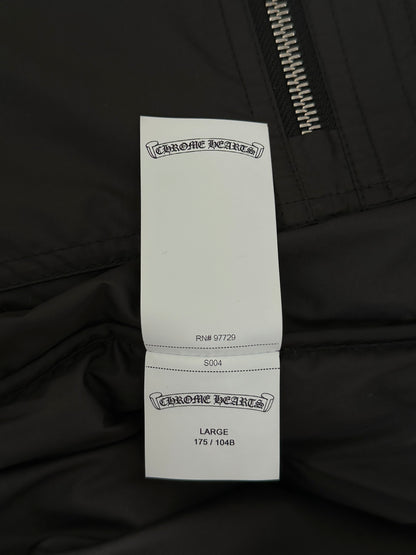 CHROME HEARTS
RN# 97729
S004
CHROME HEARTS
LARGE
175 / 104B